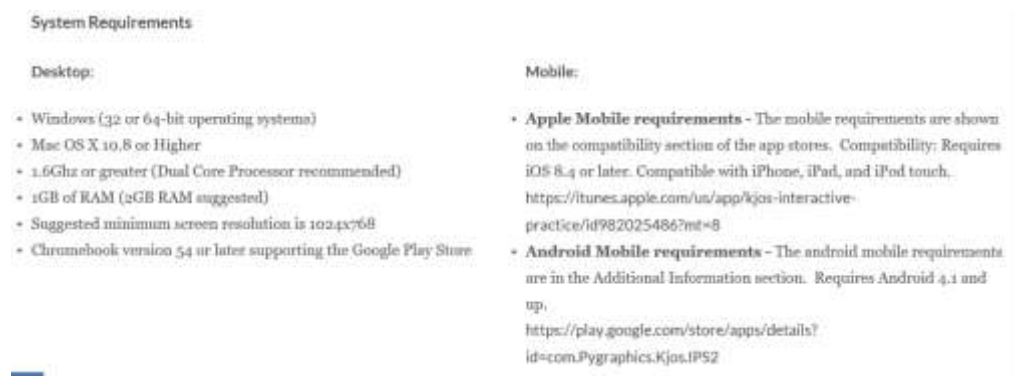 System Requirements
Desktop:
• Windows (32 or 64-bit operating systems)
• Mac OS X 10.8 or Higher
• 1.6Ghz or greater (Dual Core Processor recommended)
• 1GB of RAM (2GB RAM suggested)
• Suggested minimum screen resolution is 1024x768
• Chromebook version 54 or later supporting the Google Play Store
Mobile:
• Apple Mobile requirements - The mobile requirements are shown
on the compatibility section of the app stores. Compatibility: Requires
iOS 8.4 or later. Compatible with iPhone, iPad, and iPod touch.
https://itunes.apple.com/us/app/kjos-interactive-
practice/id982025486?mt=8
• Android Mobile requirements - The android mobile requirements
are in the Additional Information section. Requires Android 4.1 and
up.
https://play.google.com/store/apps/details?
id=com.Pygraphics.Kjos.IPS2